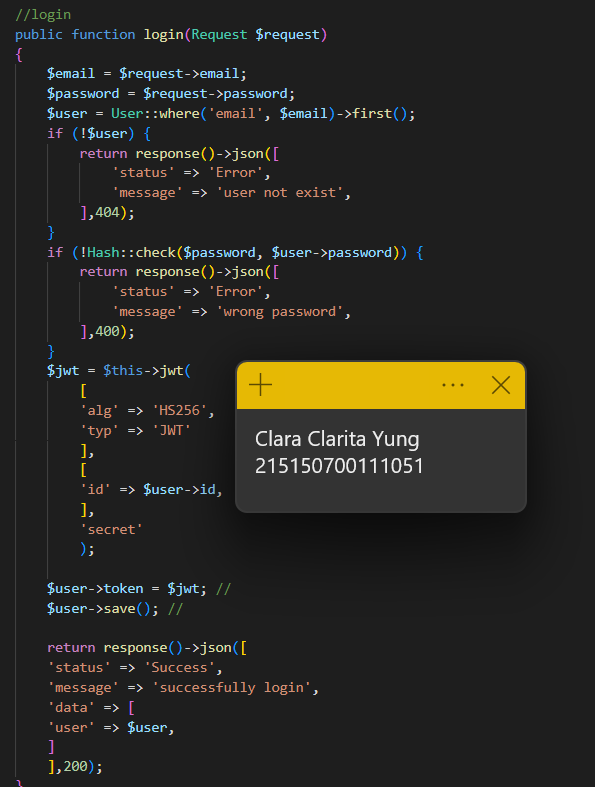 //login
public function login(Request $request)
{
$email = $request->email;
$password = $request->password;
$user = User::where('email', $email)->first();
if (!$user) {
return response()->json([
'status' => 'Error',
'message' => 'user not exist',
],404);
}
if (!Hash::check($password, $user->password)) {
return response()->json([
'status' => 'Error',
'message' => 'wrong password',
],400);
}
$jwt = $this->jwt(
[
'alg' => 'HS256',
'typ' => 'JWT'
],
[
'id' => $user->id,
],
'secret'
);
$user->token = $jwt; //
$user->save(); //
return response()->json([
'status' => 'Success',
'message' => 'successfully login',
'data' => [
'user' => $user,
]
],200);
}
Clara Clarita Yung
215150700111051